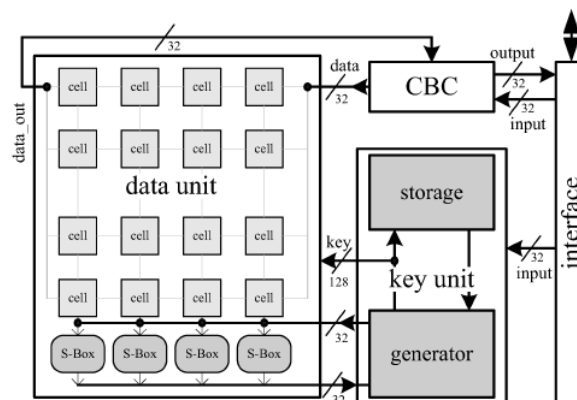 32
output
cell cell cell cell
data
CBC
32
32
32
input
data_out
cell cell cell cell
data unit
storage
interface
cell cell cell cell
key
128
key unit
32
input
cell cell cell cell
32
S-Box S-Box S-Box S-Box
generator
32